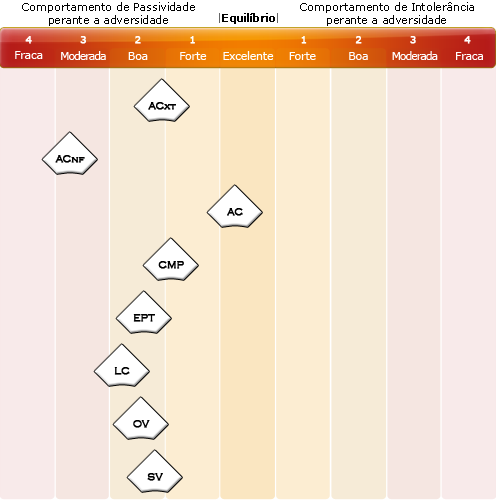 Comportamento de Passividade
perante a adversidade
|Equilíbrio|
Comportamento de Intolerância
perante a adversidade
4 3 2 1 1 2 3 4
Fraca Moderada Boa Forte Excelente Forte Boa Moderada Fraca
ACXT
ACNF
AC
CMP
EPT
LC
OV
SV